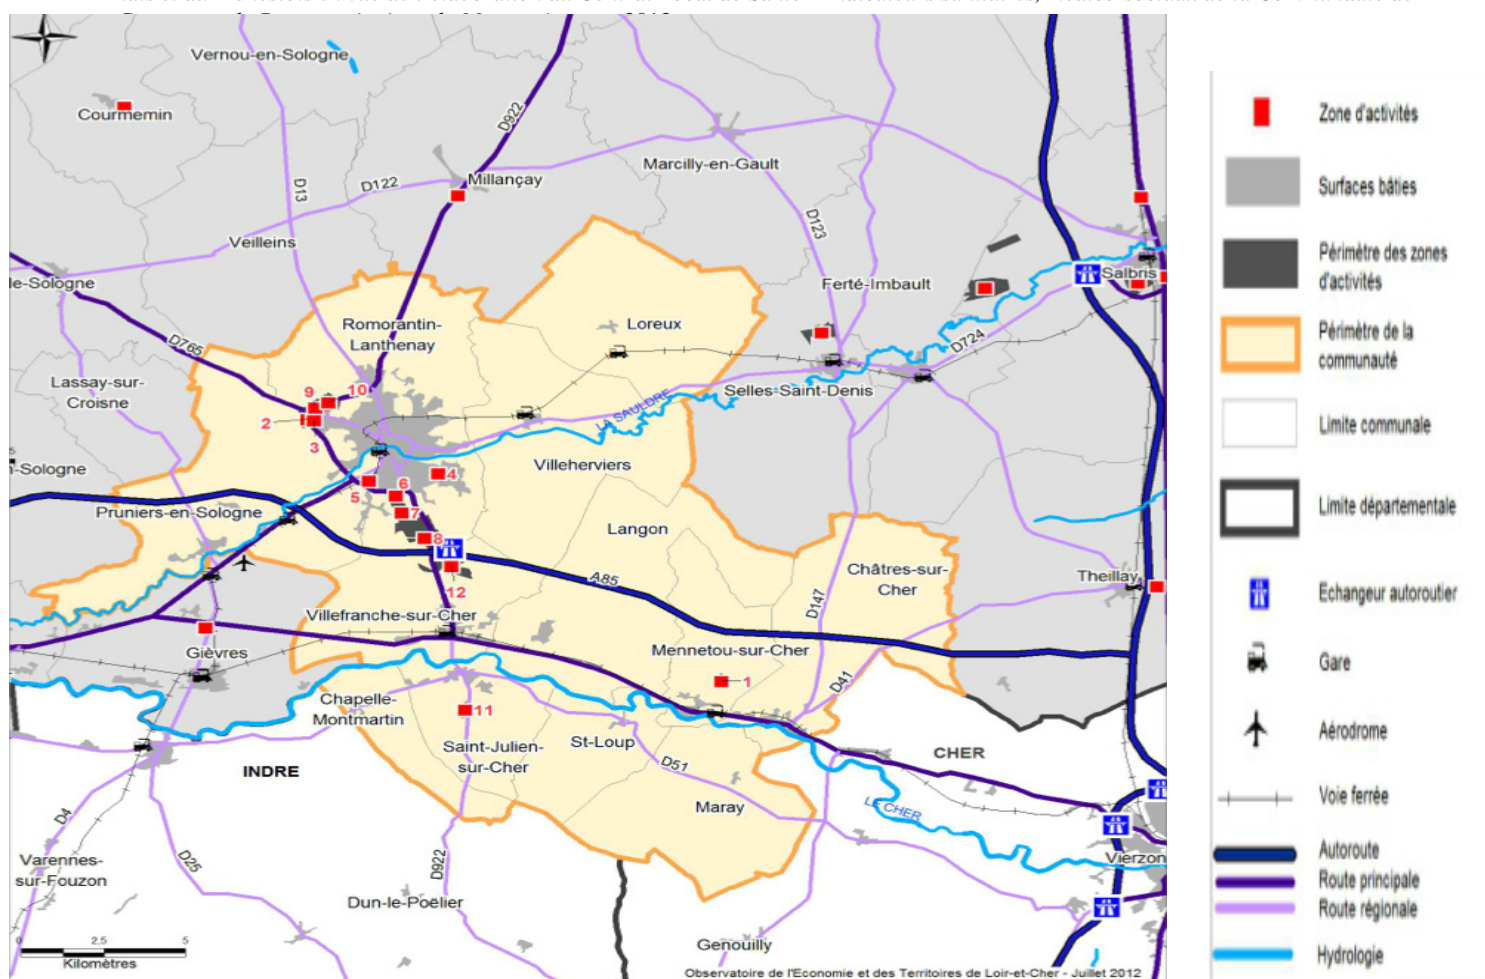 Vernou-en-Sologne
Courmemin
D922
Marcilly-en-Gault
Millançay
D122
D13
D123
Veilleins
le-Sologne
Ferté-Imbault
Salbris
Romorantin-
Lanthenay
Loreux
D765
D724
Lassay-sur-
Croisne
9
10
2
3
LA SAULDRE
Selles-Saint-Denis
n-Sologne
Villeherviers
4
5
6
7
8
Pruniers-en-Sologne
Langon
A85
Châtres-sur-
Cher
Theillay
12
D147
Villefranche-sur-Cher
Gièvres
Mennetou-sur-Cher
1
D41
Chapelle-
Montmartin
11
St-Loup
Saint-Julien-
sur-Cher
CHER
INDRE
D51
Maray
LE CHER
D4
D25
D922
Varennes-
sur-Fouzon
Vierzon
Dun-le-Poëlier
Genouilly
0
2,5
5
Kilomètres
Observatoire de l'Economie et des Territoires de Loir-et-Cher - Juillet 2012
Zone d'activités
Surfaces bâties
Périmètre des zones
d'activités
Périmètre de la
communauté
Limite communale
Limite départementale
Echangeur autoroutier
Gare
Aérodrome
Voie ferrée
Autoroute
Route principale
Route régionale
Hydrologie